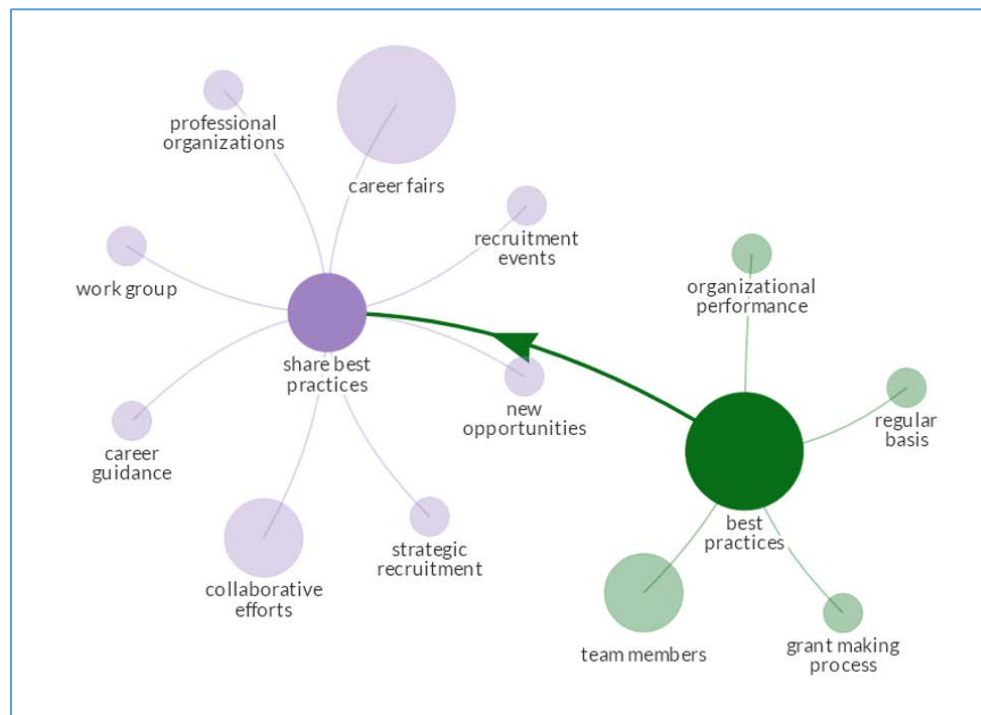 professional
organizations
career fairs
recruitment
events
work group
organizational
performance
share best
practices
new
opportunities
regular
basis
career
guidance
best
practices
strategic
recruitment
collaborative
efforts
team members
grant making
process